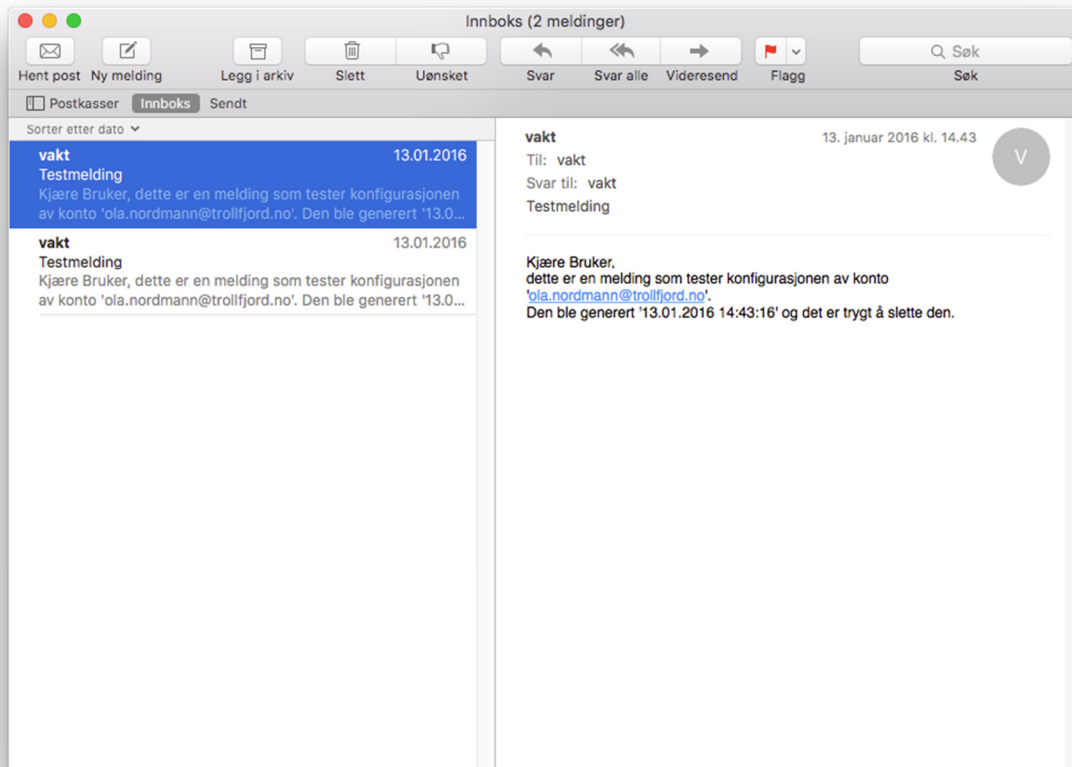 Innboks (2 meldinger)
Hent post Ny melding Legg i arkiv Slett Uønsket Svar Svar alle Videresend Flagg Søk
Søk
Postkasser Innboks Sendt
Sorter etter dato
vakt 13.01.2016
Testmelding
Kjære Bruker, dette er en melding som tester konfigurasjonen
av konto 'ola.nordmann@trollfjord.no'. Den ble generert '13.0...
vakt 13.01.2016
Testmelding
Kjære Bruker, dette er en melding som tester konfigurasjonen
av konto 'ola.nordmann@trollfjord.no'. Den ble generert '13.0...
vakt 13. januar 2016 kl. 14.43
V
Til: vakt
Svar til: vakt
Testmelding
Kjære Bruker,
dette er en melding som tester konfigurasjonen av konto
'ola.nordmann@trollfjord.no'.
Den ble generert '13.01.2016 14:43:16' og det er trygt å slette den.